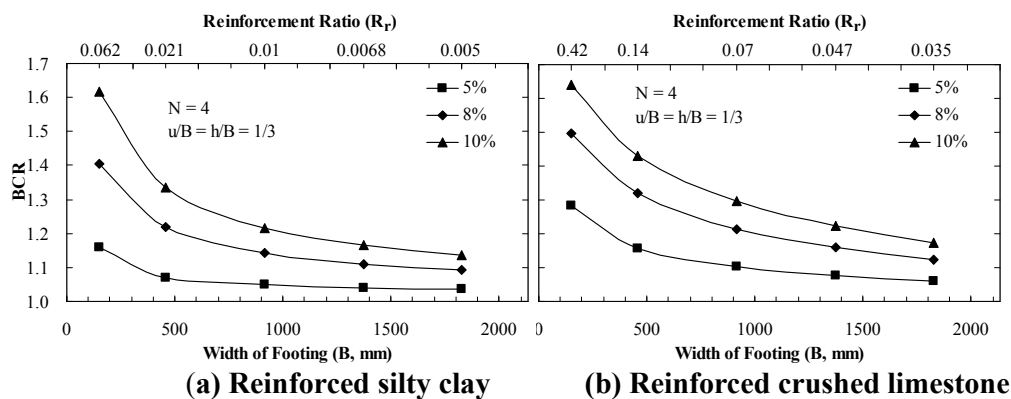 Reinforcement Ratio (Rr)
0.062 0.021 0.01 0.0068 0.005
1.7
1.6
1.5
1.4
1.3
1.2
1.1
1.0
BCR
N = 4
u/B = h/B = 1/3
5%
8%
10%
0 500 1000 1500 2000
Width of Footing (B, mm)
(a) Reinforced silty clay
Reinforcement Ratio (Rr)
0.42 0.14 0.07 0.047 0.035
N = 4
u/B = h/B = 1/3
5%
8%
10%
0 500 1000 1500 2000
Width of Footing (B, mm)
(b) Reinforced crushed limestone